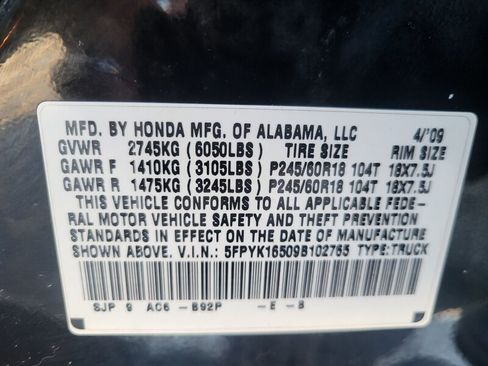 MFD. BY HONDA MFG. OF ALABAMA, LLC 4/'09
GVWR 2745KG (6050LBS) TIRE SIZE RIM SIZE
GAWR F 1410KG (3105LBS) P245/60R18 104T 18X7.5J
GAWR R 1475KG (3245LBS) P245/60R18 104T 18X7.5J
THIS VEHICLE CONFORMS TO ALL APPLICABLE FEDE-
RAL MOTOR VEHICLE SAFETY AND THEFT PREVENTION
STANDARDS IN EFFECT ON THE DATE OF MANUFACTURE
SHOWN ABOVE. V.I.N.: 5FPYK16509B102765 TYPE:TRUCK
SJP 9 AC6 -B92P -E -B